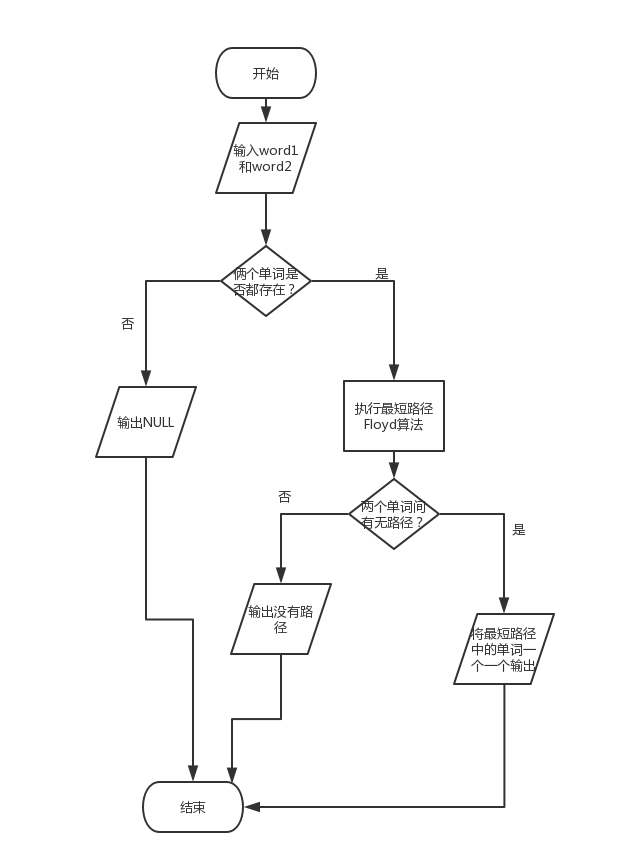 开始
输入word1
和word2
俩个单词是
否都存在？
是
否
输出NULL
执行最短路径
Floyd算法
两个单词间
有无路径？
否
是
输出没有路
径
将最短路径
中的单词一
个一个输出
结束